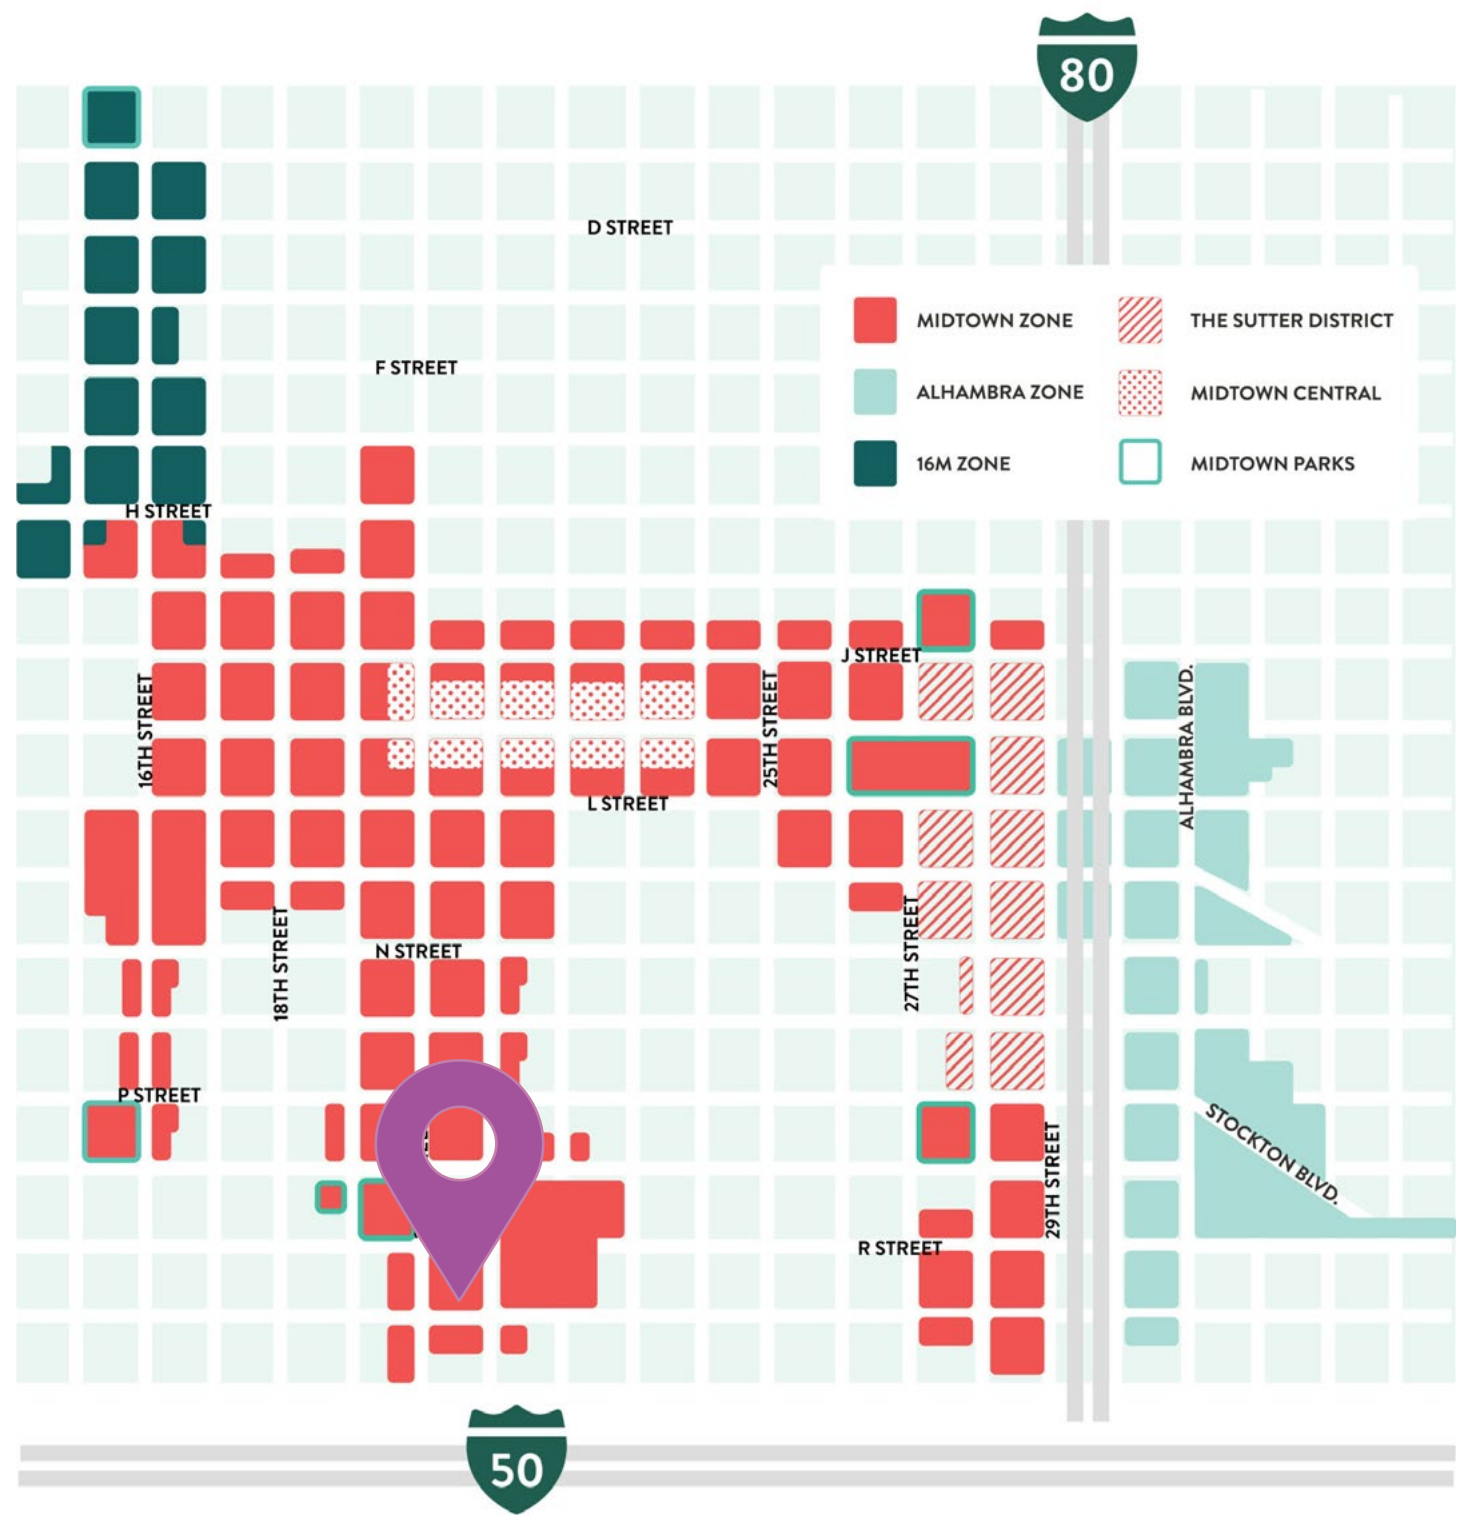 80
D STREET
MIDTOWN ZONE
THE SUTTER DISTRICT
F STREET
ALHAMBRA ZONE
MIDTOWN CENTRAL
16M ZONE
MIDTOWN PARKS
H STREET
J STREET
16TH STREET
25TH STREET
ALHAMBRA BLVD.
L STREET
18TH STREET
N STREET
27TH STREET
P STREET
29TH STREET
STOCKTON BLVD.
R STREET
50